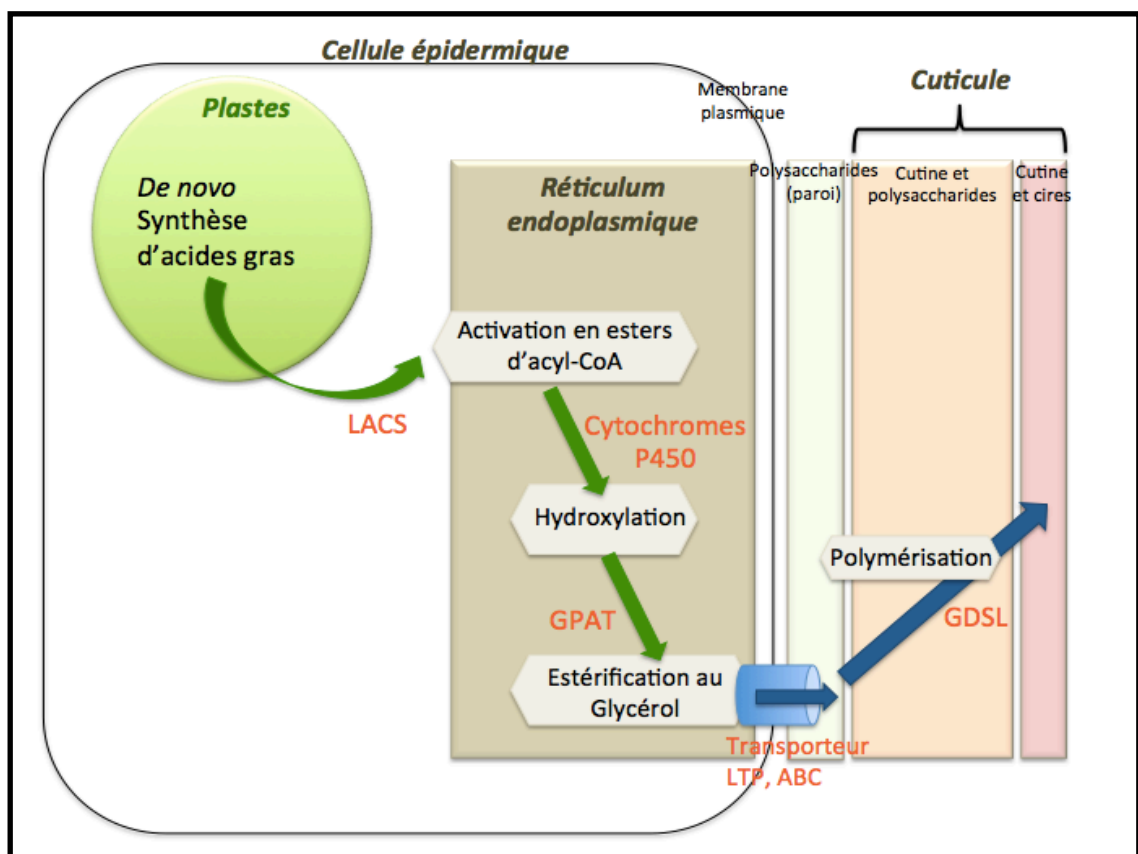 Cellule épidermique
Plastes
De novo
Synthèse
d'acides gras
Membrane
plasmique
Cuticule
Réticulum
endoplasmique
Polysaccharides
(paroi)
Cutine et
polysaccharides
Cutine
et cires
Activation en esters
d'acyl-CoA
LACS
Cytochromes
P450
Hydroxylation
GPAT
Estérification au
Glycérol
Transporteur
LTP, ABC
Polymérisation
GDSL